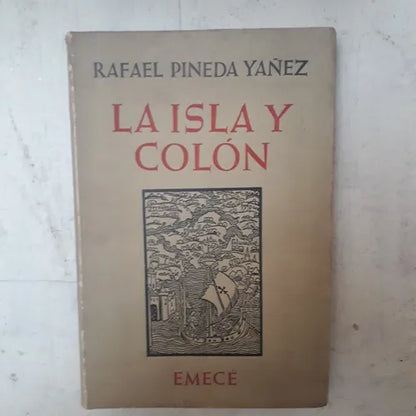 RAFAEL PINEDA YAÑEZ
LA ISLA Y
COLÓN
EMECÉ